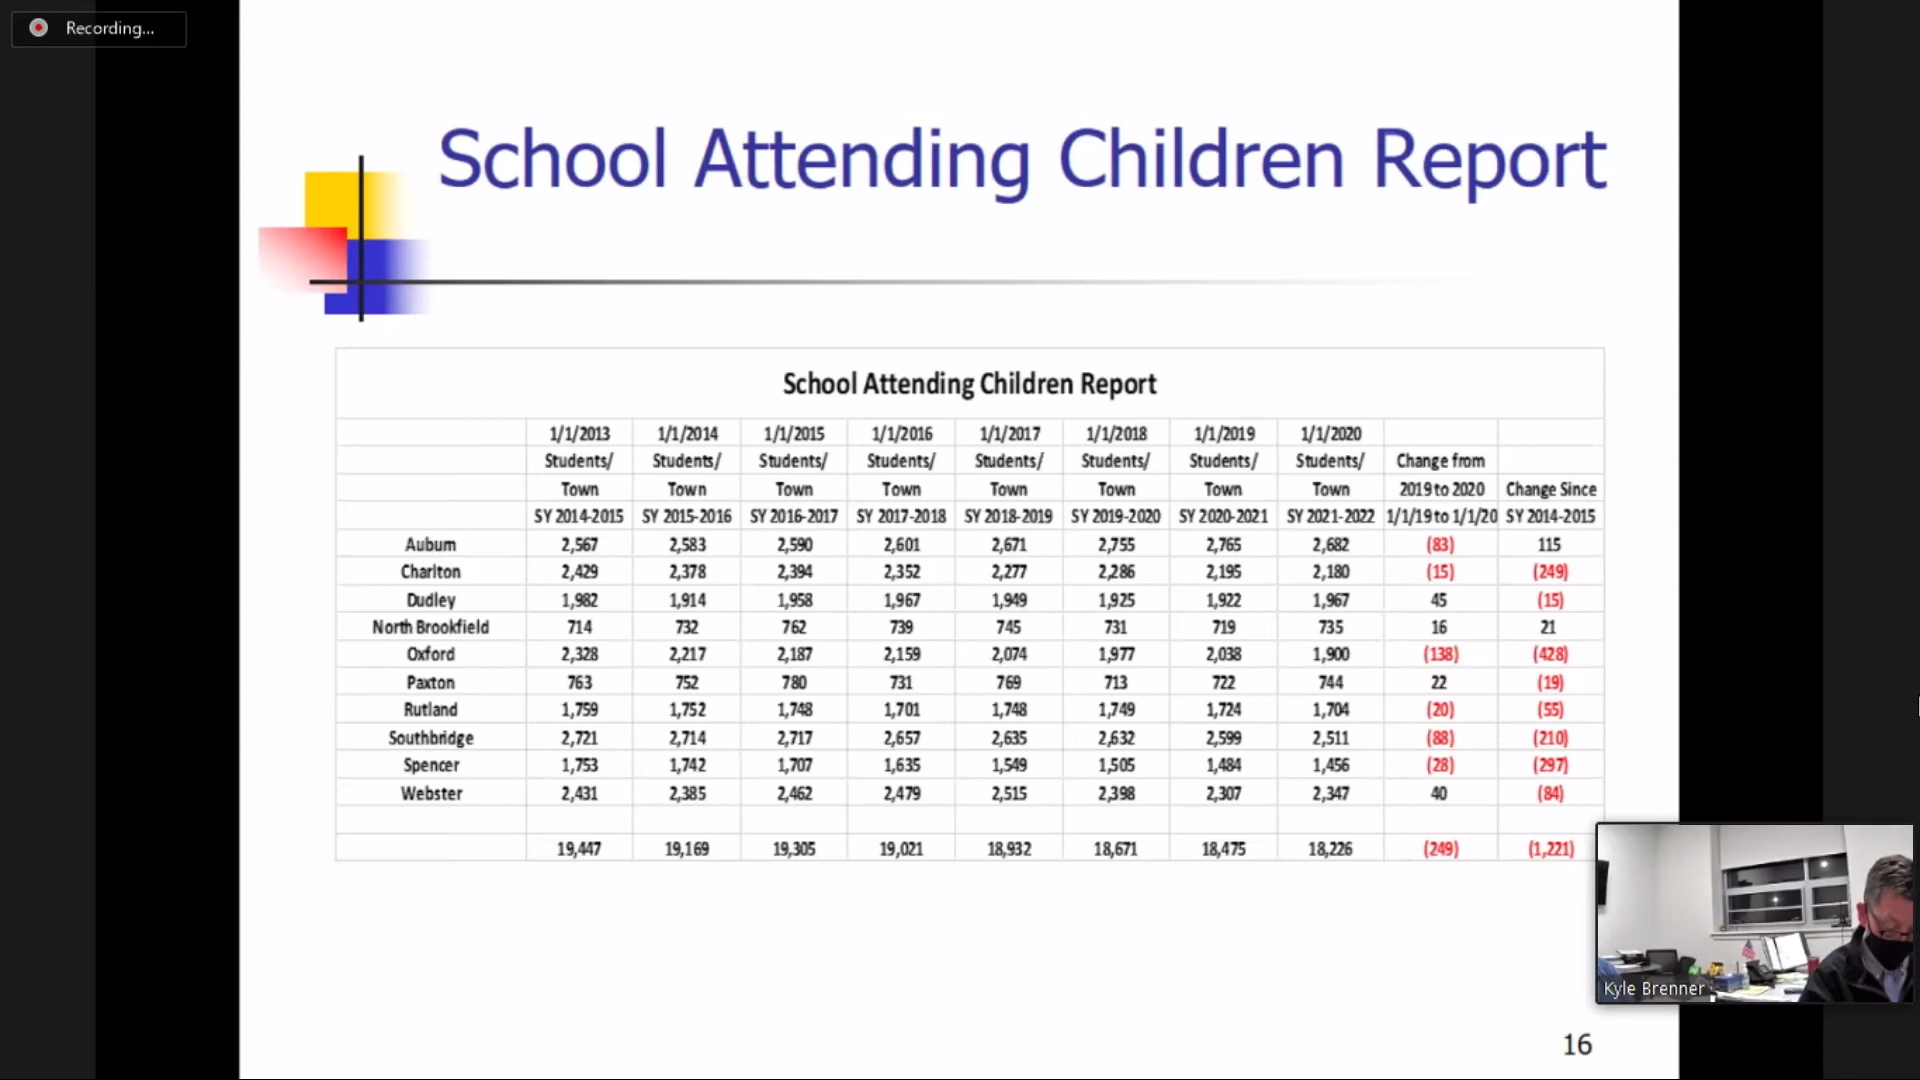 Recording...
School Attending Children Report
School Attending Children Report
1/1/2013 1/1/2014 1/1/2015 1/1/2016 1/1/2017 1/1/2018 1/1/2019 1/1/2020
Students/ Students/ Students/ Students/ Students/ Students/ Students/ Students/ Change from
Town Town Town Town Town Town Town Town 2019 to 2020 Change Since
SY 2014-2015 SY 2015-2016 SY 2016-2017 SY 2017-2018 SY 2018-2019 SY 2019-2020 SY 2020-2021 SY 2021-2022 1/1/19 to 1/1/20 SY 2014-2015
Auburn 2,567 2,583 2,590 2,601 2,671 2,755 2,765 2,682 (83) 115
Charlton 2,429 2,378 2,394 2,352 2,277 2,286 2,195 2,180 (15) (249)
Dudley 1,982 1,914 1,958 1,967 1,949 1,925 1,922 1,967 45 (15)
North Brookfield 714 732 762 739 745 731 719 735 16 21
Oxford 2,328 2,217 2,187 2,159 2,074 1,977 2,038 1,900 (138) (428)
Paxton 763 752 780 731 769 713 722 744 22 (19)
Rutland 1,759 1,752 1,748 1,701 1,748 1,749 1,724 1,704 (20) (55)
Southbridge 2,721 2,714 2,717 2,657 2,635 2,632 2,599 2,511 (88) (210)
Spencer 1,753 1,742 1,707 1,635 1,549 1,505 1,484 1,456 (28) (297)
Webster 2,431 2,385 2,462 2,479 2,515 2,398 2,307 2,347 40 (84)
19,447 19,169 19,305 19,021 18,932 18,671 18,475 18,226 (249) (1,221)
Kyle Brenner
16